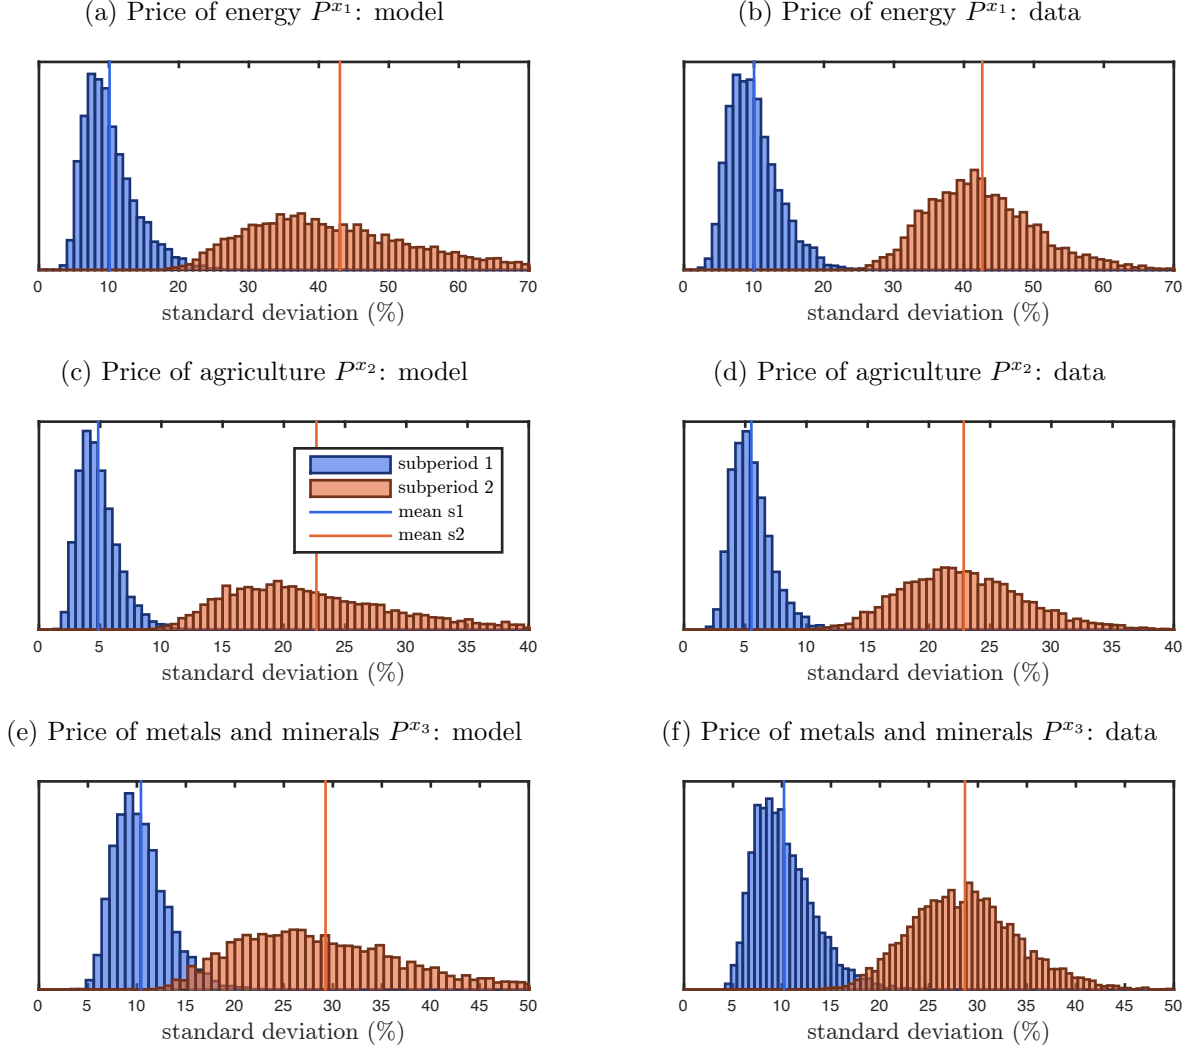 (a) Price of energy P^{x_1}: model
0 10 20 30 40 50 60 70
standard deviation (%)
(b) Price of energy P^{x_1}: data
0 10 20 30 40 50 60 70
standard deviation (%)
(c) Price of agriculture P^{x_2}: model
subperiod 1
subperiod 2
mean s1
mean s2
0 5 10 15 20 25 30 35 40
standard deviation (%)
(d) Price of agriculture P^{x_2}: data
0 5 10 15 20 25 30 35 40
standard deviation (%)
(e) Price of metals and minerals P^{x_3}: model
0 5 10 15 20 25 30 35 40 45 50
standard deviation (%)
(f) Price of metals and minerals P^{x_3}: data
0 5 10 15 20 25 30 35 40 45 50
standard deviation (%)